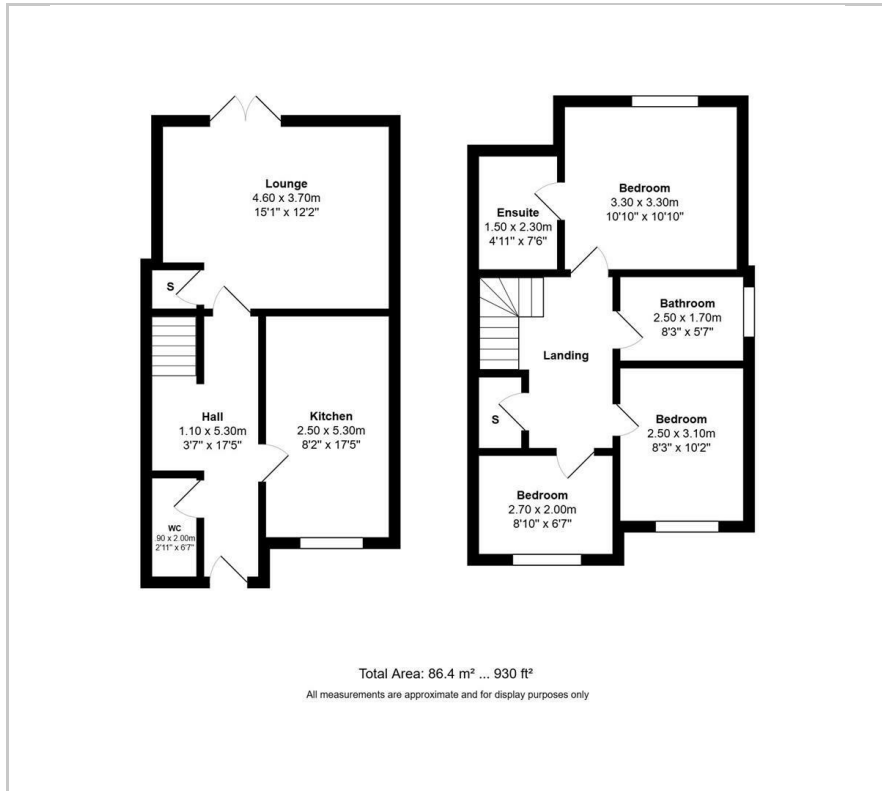 Lounge
4.60 x 3.70m
15'1" x 12'2"
S
Hall
1.10 x 5.30m
3'7" x 17'5"
Kitchen
2.50 x 5.30m
8'2" x 17'5"
WC
.90 x 2.00m
2'11" x 6'7"
Bedroom
3.30 x 3.30m
10'10" x 10'10"
Ensuite
1.50 x 2.30m
4'11" x 7'6"
Bathroom
2.50 x 1.70m
8'3" x 5'7"
Landing
S
Bedroom
2.50 x 3.10m
8'3" x 10'2"
Bedroom
2.70 x 2.00m
8'10" x 6'7"
Total Area: 86.4 m² ... 930 ft²
All measurements are approximate and for display purposes only